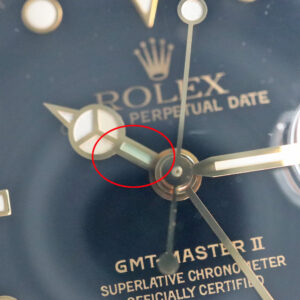 ROLEX
PERPETUAL DATE
GMT-MASTER II
SUPERLATIVE CHRONOMETER
OFFICIALLY CERTIFIED